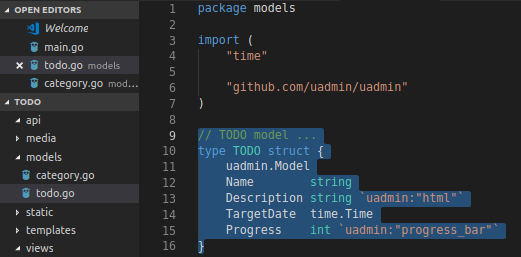 OPEN EDITORS
Welcome
main.go
todo.go models
category.go mod...
TODO
api
media
models
category.go
todo.go
static
templates
views
1 package models
2
3 import (
4 "time"
5
6 "github.com/uadmin/uadmin"
7 )
8
9 // TODO model ...
10 type TODO struct {
11 uadmin.Model
12 Name string
13 Description string `uadmin:"html"`
14 TargetDate time.Time
15 Progress int `uadmin:"progress_bar"`
16 }